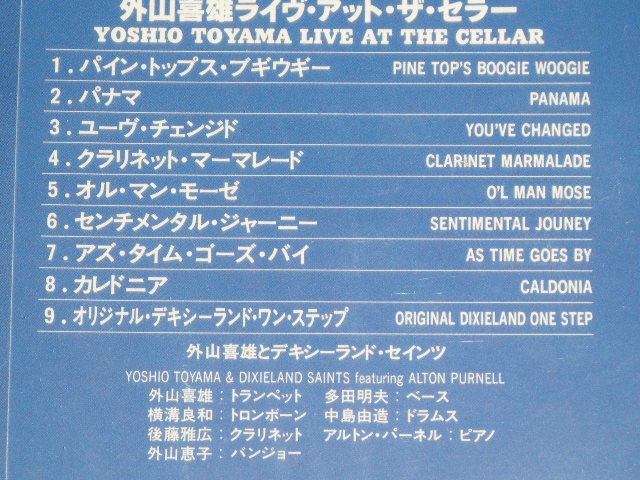 外山喜雄ライヴ・アット・ザ・セラー
YOSHIO TOYAMA LIVE AT THE CELLAR
1．パイン・トップス・ブギウギー PINE TOP'S BOOGIE WOOGIE
2．パナマ PANAMA
3．ユーヴ・チェンジド YOU'VE CHANGED
4．クラリネット・マーマレード CLARINET MARMALADE
5．オル・マン・モーゼ O'L MAN MOSE
6．センチメンタル・ジャーニー SENTIMENTAL JOUNEY
7．アズ・タイム・ゴーズ・バイ AS TIME GOES BY
8．カレドニア CALDONIA
9．オリジナル・デキシーランド・ワン・ステップ ORIGINAL DIXIELAND ONE STEP
外山喜雄とデキシーランド・セインツ
YOSHIO TOYAMA & DIXIELAND SAINTS featuring ALTON PURNELL
外山喜雄：トランペット 多田明夫：ベース
横溝良和：トロンボーン 中島由造：ドラムス
後藤雅広：クラリネット アルトン・パーネル：ピアノ
外山恵子：バンジョー